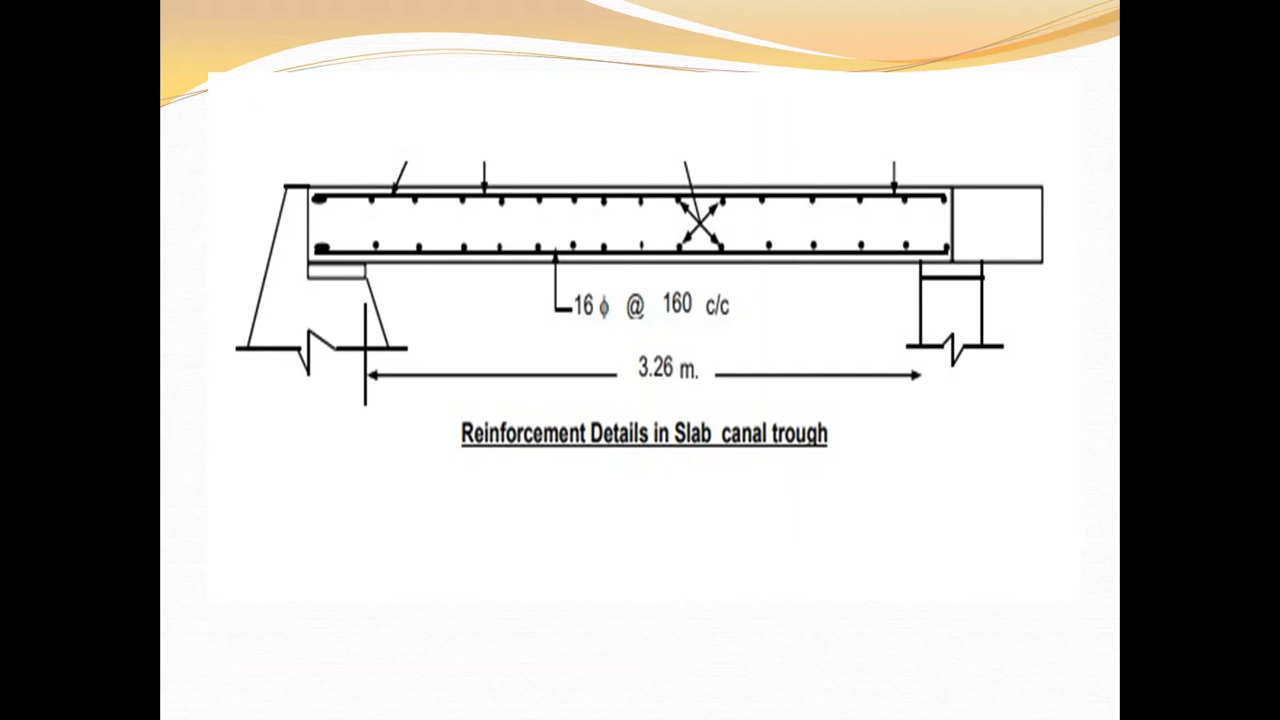 16 ϕ @ 160 c/c
3.26 m.
Reinforcement Details in Slab canal trough